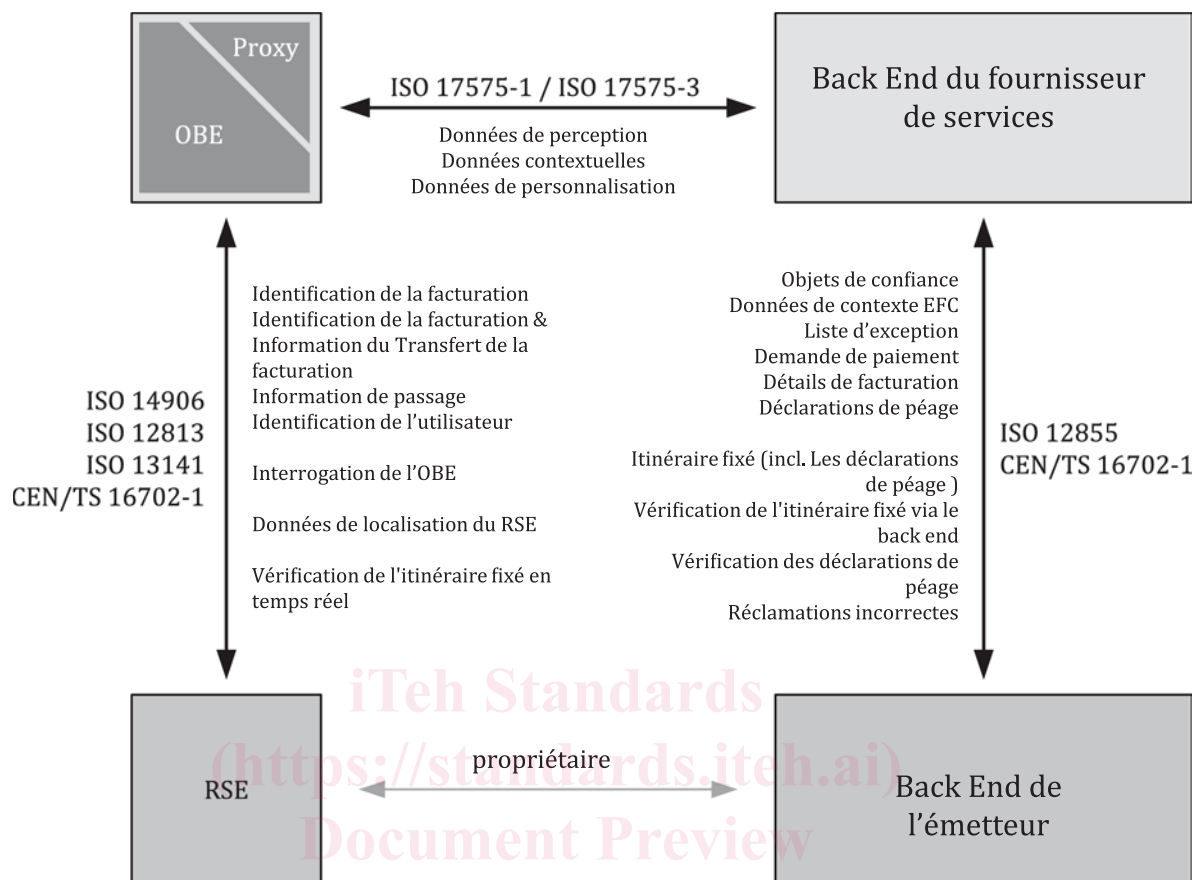 Proxy
OBE
ISO 17575-1 / ISO 17575-3
Données de perception
Données contextuelles
Données de personnalisation
Back End du fournisseur
de services
ISO 14906
ISO 12813
ISO 13141
CEN/TS 16702-1
Identification de la facturation
Identification de la facturation &
Information du Transfert de la
facturation
Information de passage
Identification de l’utilisateur
Interrogation de l’OBE
Données de localisation du RSE
Vérification de l'itinéraire fixé en
temps réel
Objets de confiance
Données de contexte EFC
Liste d’exception
Demande de paiement
Détails de facturation
Déclarations de péage
Itinéraire fixé (incl. Les déclarations
de péage )
Vérification de l'itinéraire fixé via le
back end
Vérification des déclarations de
péage
Réclamations incorrectes
ISO 12855
CEN/TS 16702-1
iTeh Standards
(https://standards.iteh.ai)
Document Preview
RSE
propriétaire
Back End de
l’émetteur